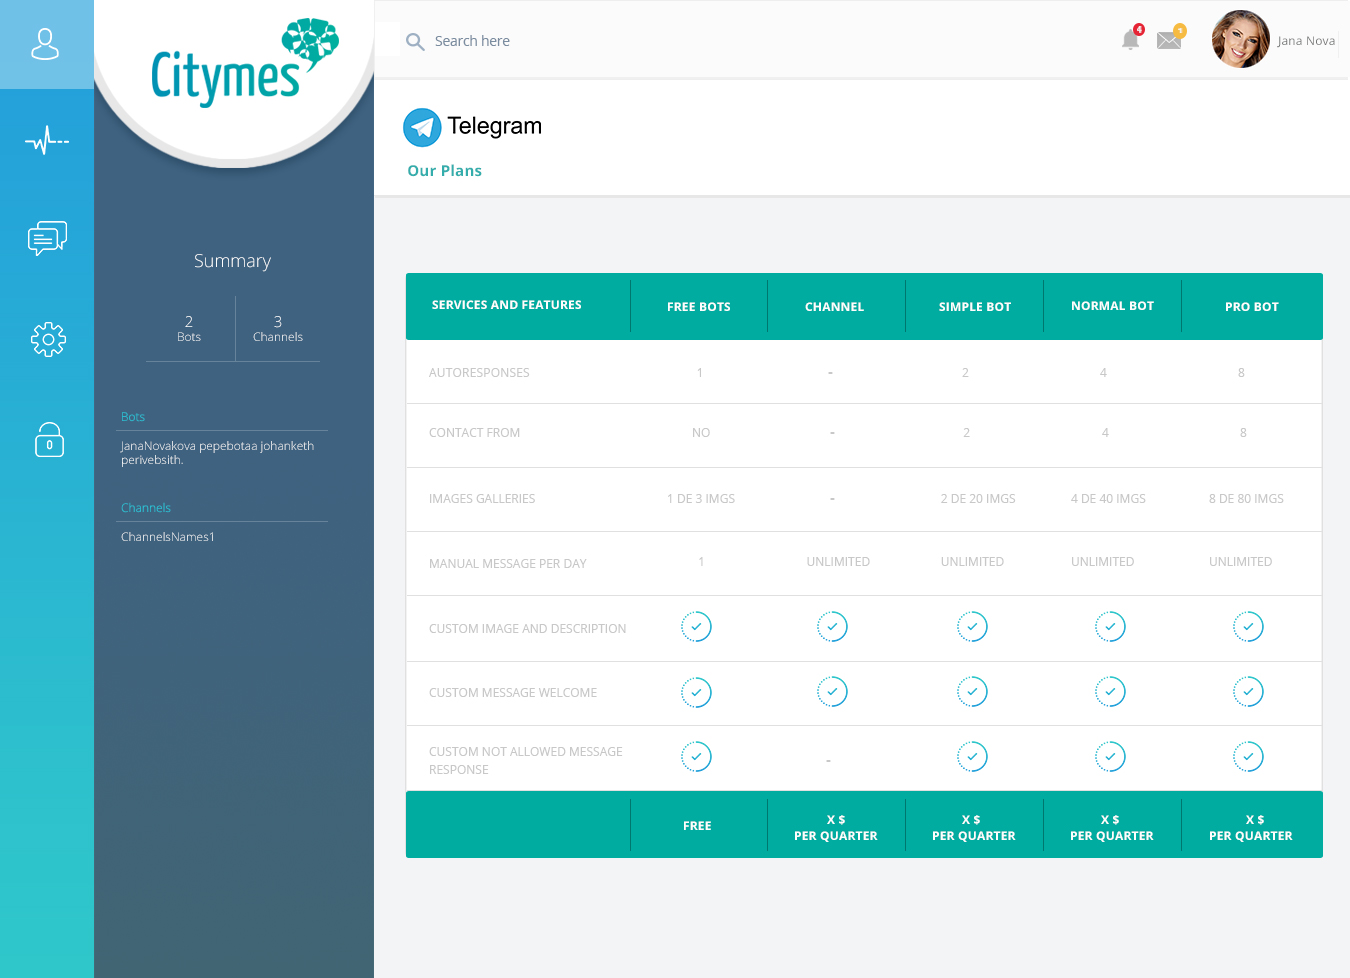 Citymes
Search here
4
1
Jana Nova
Telegram
Our Plans
Summary
2
Bots
3
Channels
Bots
JanaNovakova pepebotaa johanketh
perivebsith.
Channels
ChannelsNames1
0
SERVICES AND FEATURES FREE BOTS CHANNEL SIMPLE BOT NORMAL BOT PRO BOT
AUTORESPONSES 1 - 2 4 8
CONTACT FROM NO - 2 4 8
IMAGES GALLERIES 1 DE 3 IMGS - 2 DE 20 IMGS 4 DE 40 IMGS 8 DE 80 IMGS
MANUAL MESSAGE PER DAY 1 UNLIMITED UNLIMITED UNLIMITED UNLIMITED
CUSTOM IMAGE AND DESCRIPTION
CUSTOM MESSAGE WELCOME
CUSTOM NOT ALLOWED MESSAGE
RESPONSE -
FREE X $ X $ X $ X $
PER QUARTER PER QUARTER PER QUARTER PER QUARTER